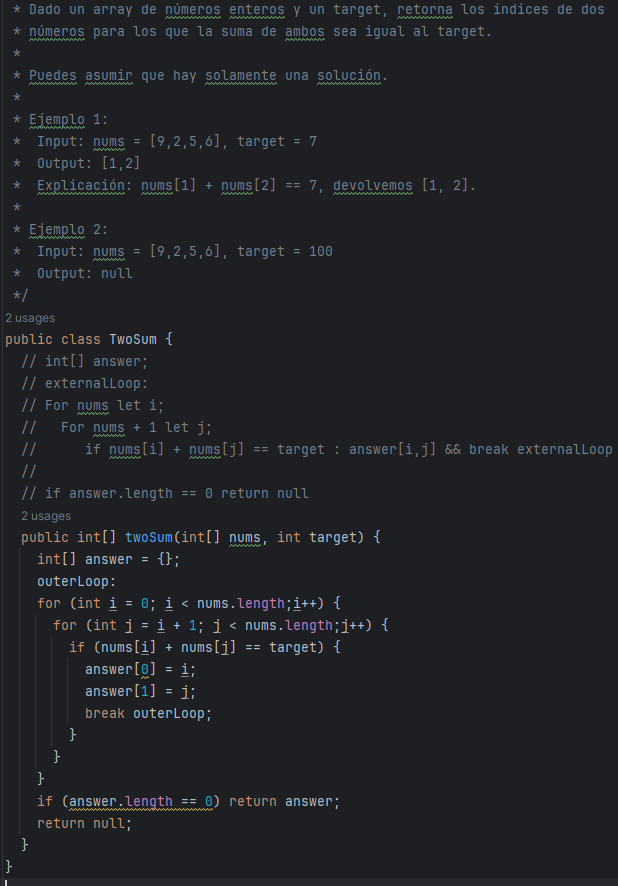 * Dado un array de números enteros y un target, retorna los índices de dos
* números para los que la suma de ambos sea igual al target.
*
* Puedes asumir que hay solamente una solución.
*
* Ejemplo 1:
*  Input: nums = [9,2,5,6], target = 7
*  Output: [1,2]
*  Explicación: nums[1] + nums[2] == 7, devolvemos [1, 2].
*
* Ejemplo 2:
*  Input: nums = [9,2,5,6], target = 100
*  Output: null
*/
2 usages
public class TwoSum {
  // int[] answer;
  // externalLoop:
  // For nums let i;
  //   For nums + 1 let j;
  //      if nums[i] + nums[j] == target : answer[i,j] && break externalLoop
  //
  // if answer.length == 0 return null
  2 usages
  public int[] twoSum(int[] nums, int target) {
    int[] answer = {};
    outerLoop:
    for (int i = 0; i < nums.length;i++) {
      for (int j = i + 1; j < nums.length;j++) {
        if (nums[i] + nums[j] == target) {
          answer[0] = i;
          answer[1] = j;
          break outerLoop;
        }
      }
    }
    if (answer.length == 0) return answer;
    return null;
  }
}